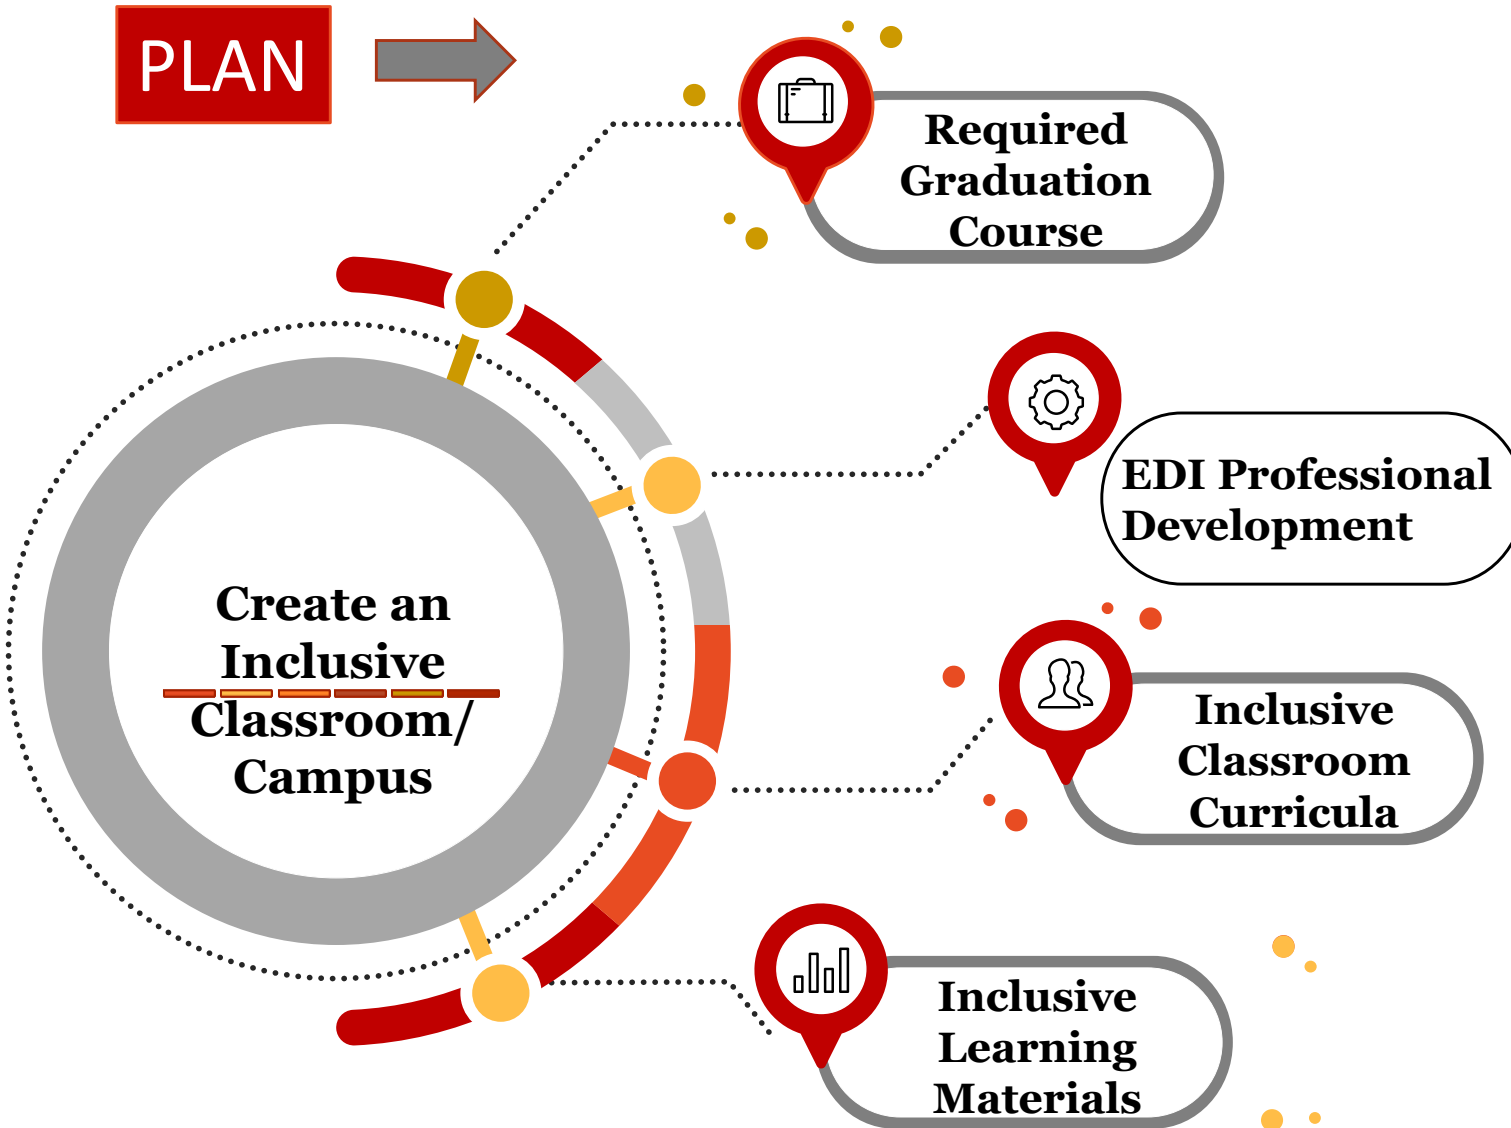 PLAN
Required
Graduation
Course
EDI Professional
Development
Create an
Inclusive
Classroom/
Campus
Inclusive
Classroom
Curricula
Inclusive
Learning
Materials